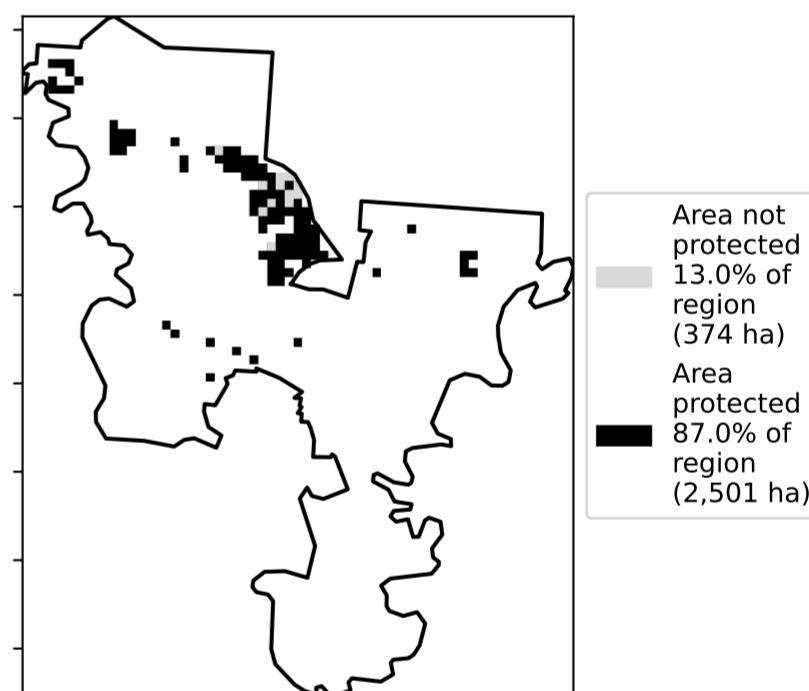 Area not
protected
13.0% of
region
(374 ha)
Area
protected
87.0% of
region
(2,501 ha)